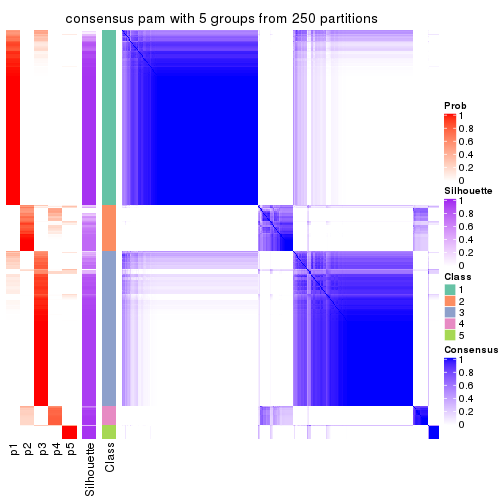 consensus pam with 5 groups from 250 partitions
Prob
1
0.8
0.6
0.4
0.2
0
Silhouette
1
0.8
0.6
0.4
0.2
0
Class
1
2
3
4
5
Consensus
1
0.8
0.6
0.4
0.2
0
p1
p2
p3
p4
p5
Silhouette
Class